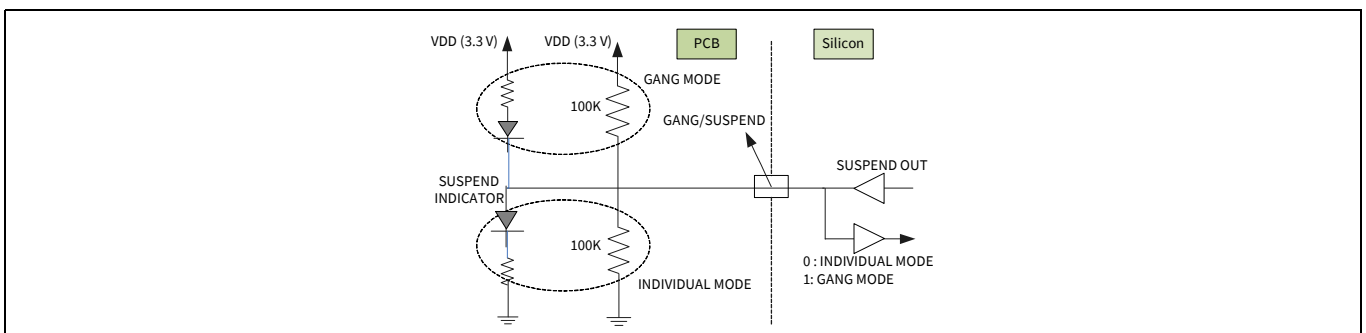 VDD (3.3 V)
VDD (3.3 V)
PCB
Silicon
GANG MODE
100K
GANG/SUSPEND
SUSPEND OUT
SUSPEND
INDICATOR
100K
0 : INDIVIDUAL MODE
1: GANG MODE
INDIVIDUAL MODE